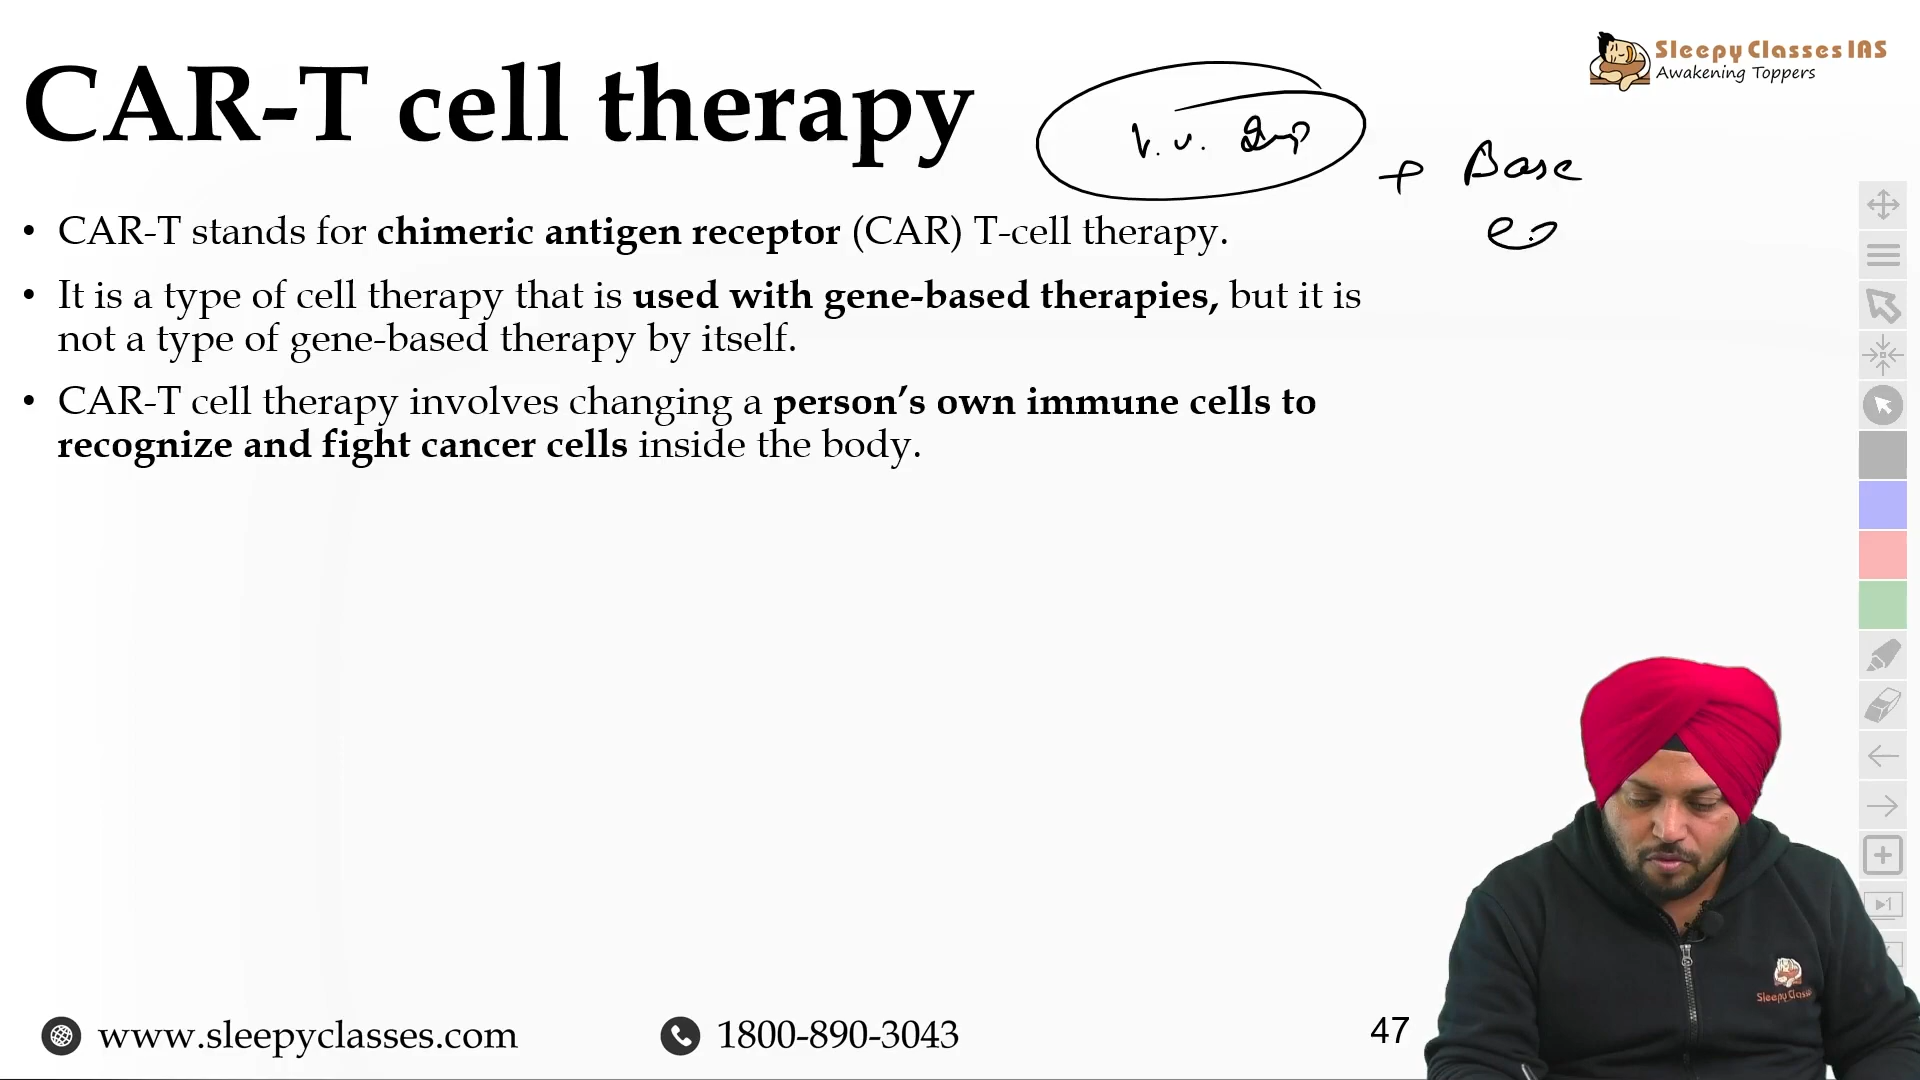 Sleepy Classes IAS
Awakening Toppers
CAR-T cell therapy
v. v. Imp
+ Base
• CAR-T stands for chimeric antigen receptor (CAR) T-cell therapy.
• It is a type of cell therapy that is used with gene-based therapies, but it is
not a type of gene-based therapy by itself.
• CAR-T cell therapy involves changing a person’s own immune cells to
recognize and fight cancer cells inside the body.
www.sleepyclasses.com
1800-890-3043
47